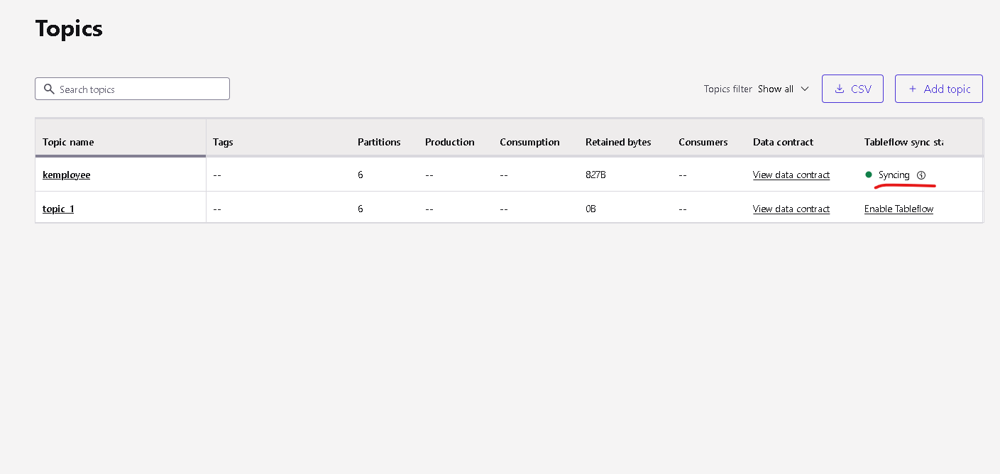 Topics
Search topics
Topics filter Show all CSV + Add topic
Topic name Tags Partitions Production Consumption Retained bytes Consumers Data contract Tableflow sync sta
kemployee -- 6 -- -- 827B -- View data contract Syncing
topic_1 -- 6 -- -- 0B -- View data contract Enable Tableflow